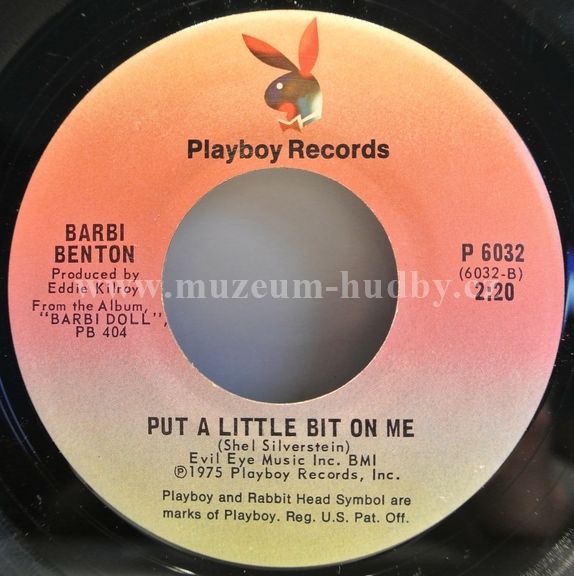 Playboy Records
BARBI
BENTON
Produced by
Eddie Kilroy
From the Album,
"BARBI DOLL",
PB 404
P 6032
(6032-B)
2:20
www.muzeum-hudby.cz
PUT A LITTLE BIT ON ME
(Shel Silverstein)
Evil Eye Music Inc. BMI
℗1975 Playboy Records, Inc.
Playboy and Rabbit Head Symbol are
marks of Playboy. Reg. U.S. Pat. Off.